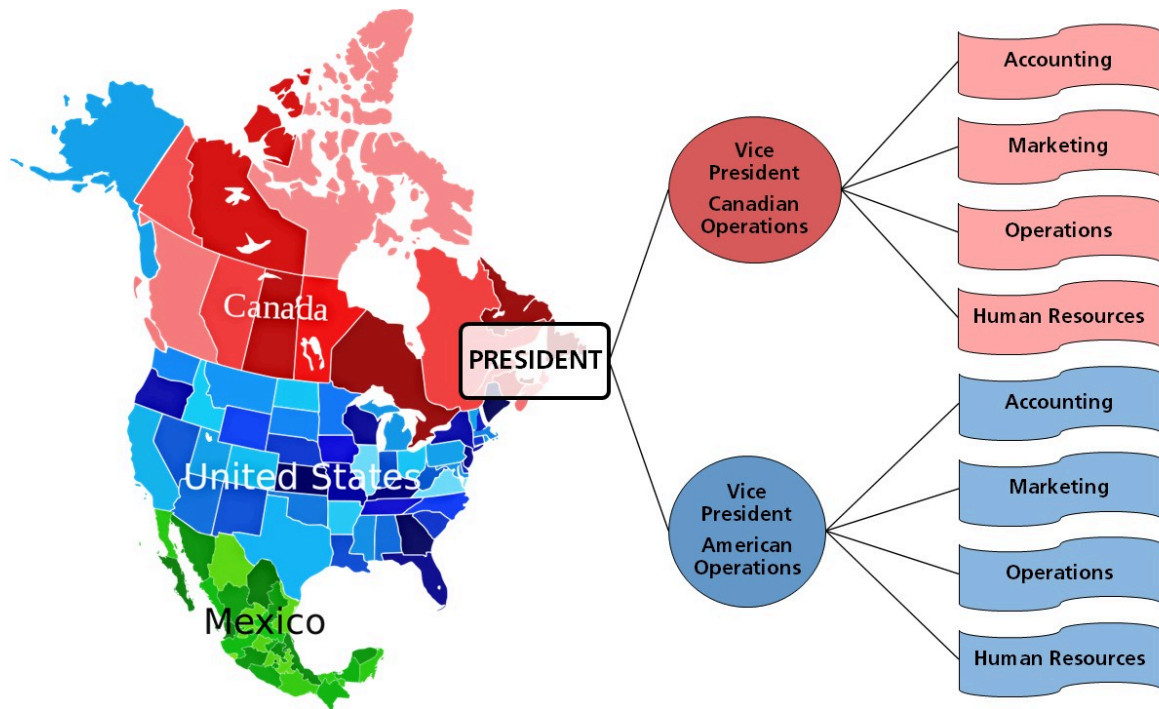 Canada
United States
Mexico
PRESIDENT
Vice
President
Canadian
Operations
Accounting
Marketing
Operations
Human Resources
Vice
President
American
Operations
Accounting
Marketing
Operations
Human Resources